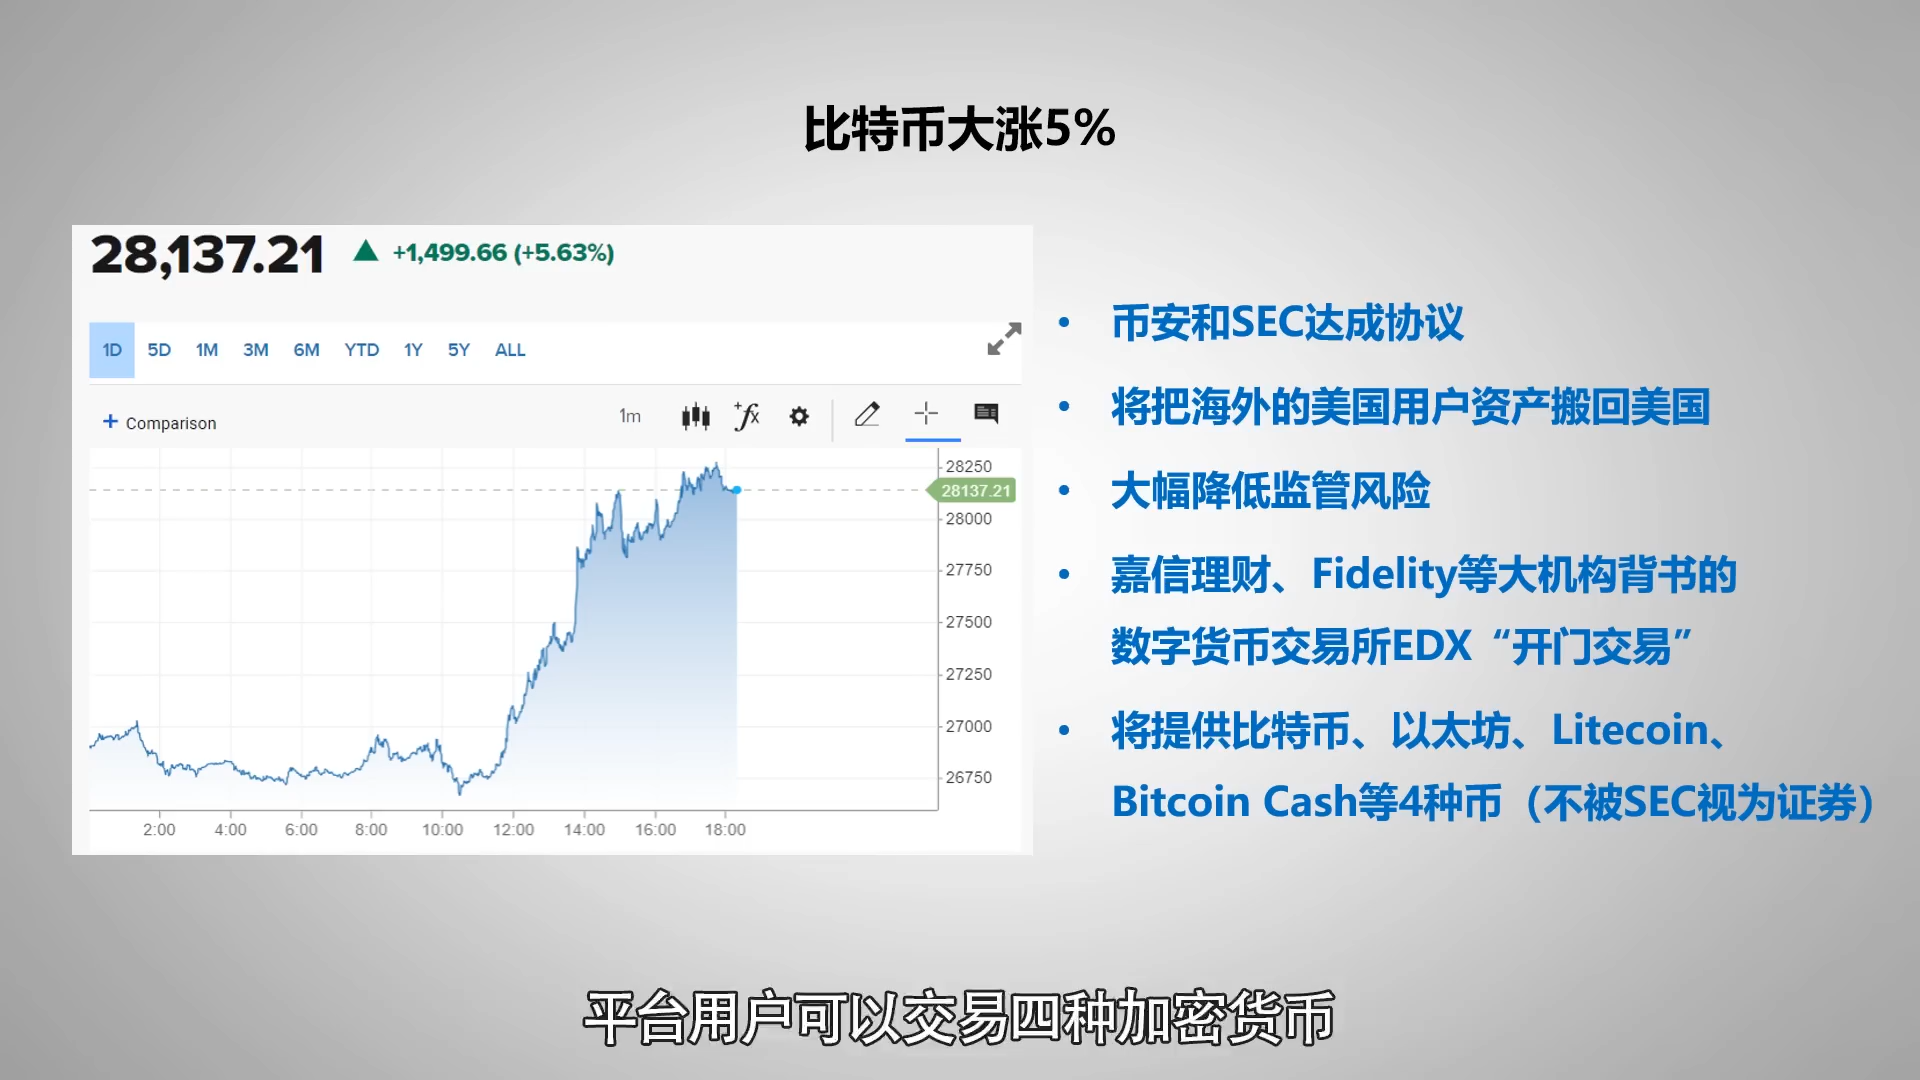 比特币大涨5%
28,137.21 ▲ +1,499.66 (+5.63%)
1D 5D 1M 3M 6M YTD 1Y 5Y ALL
+ Comparison 1m +fx
28250
28137.21
28000
27750
27500
27250
27000
26750
2:00 4:00 6:00 8:00 10:00 12:00 14:00 16:00 18:00
• 币安和SEC达成协议
• 将把海外的美国用户资产搬回美国
• 大幅降低监管风险
• 嘉信理财、Fidelity等大机构背书的
数字货币交易所EDX“开门交易”
• 将提供比特币、以太坊、Litecoin、
Bitcoin Cash等4种币（不被SEC视为证券）
平台用户可以交易四种加密货币